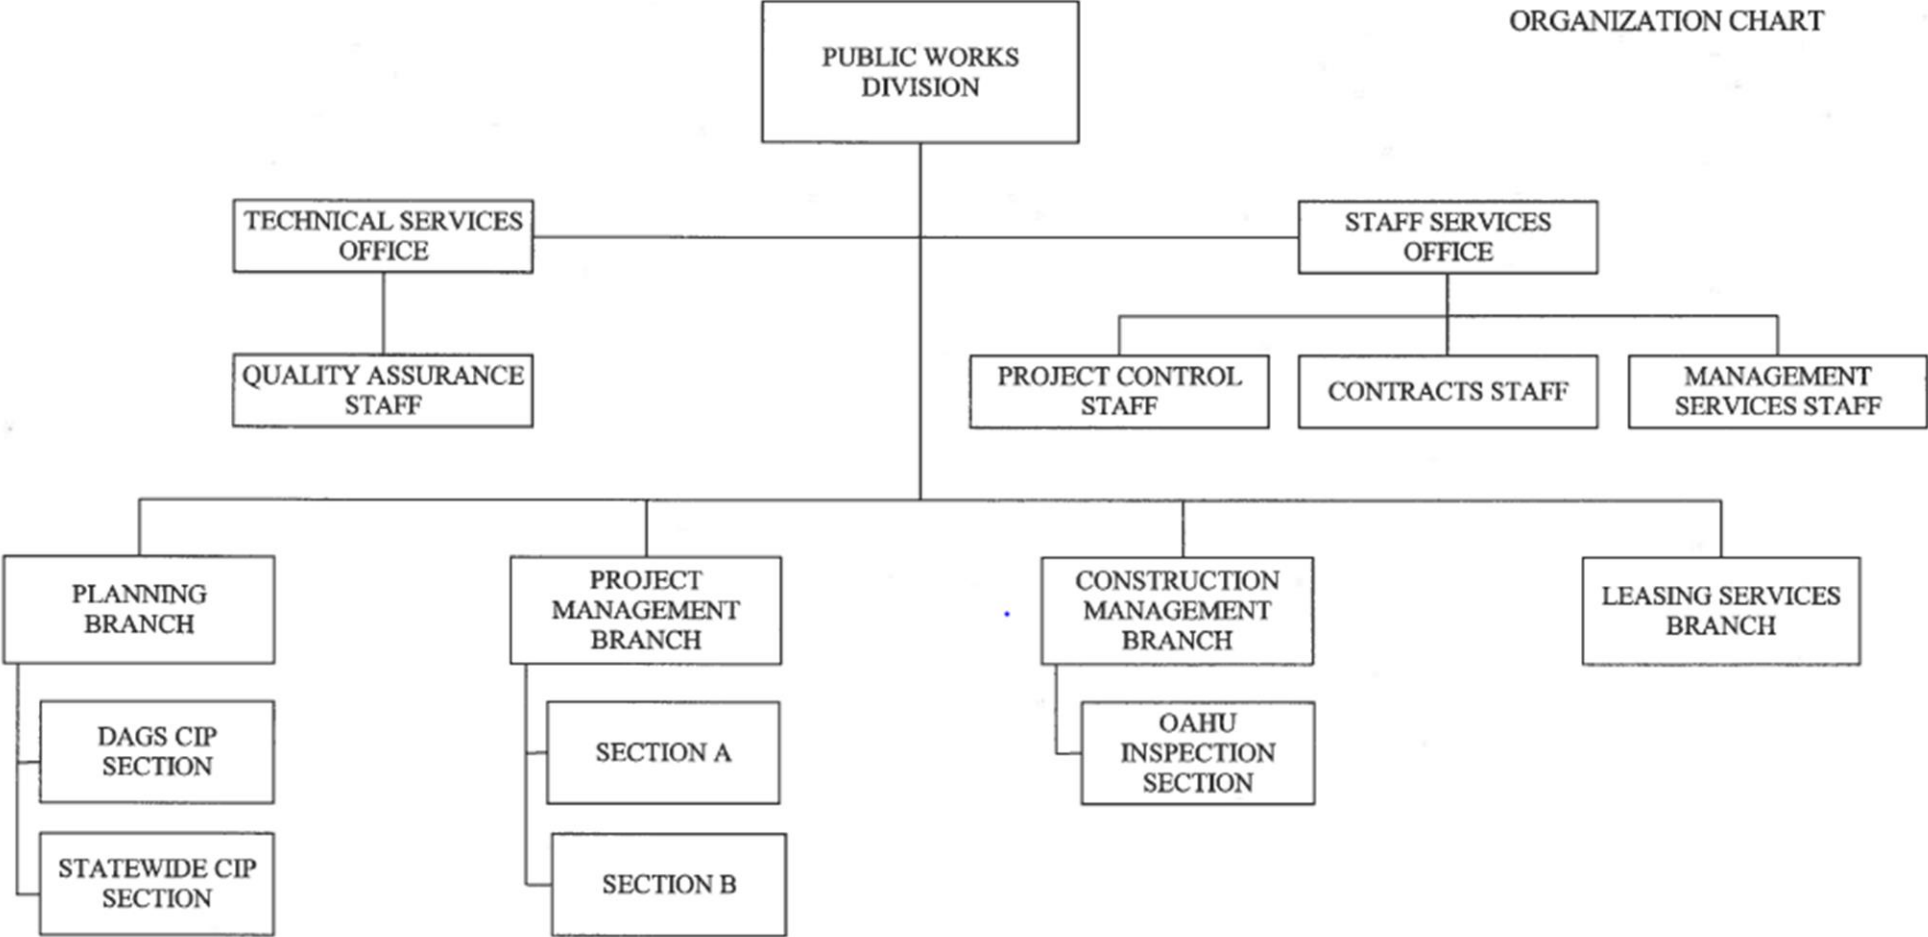 ORGANIZATION CHART
PUBLIC WORKS
DIVISION
TECHNICAL SERVICES
OFFICE
STAFF SERVICES
OFFICE
QUALITY ASSURANCE
STAFF
PROJECT CONTROL
STAFF
CONTRACTS STAFF
MANAGEMENT
SERVICES STAFF
PLANNING
BRANCH
PROJECT
MANAGEMENT
BRANCH
CONSTRUCTION
MANAGEMENT
BRANCH
LEASING SERVICES
BRANCH
DAGS CIP
SECTION
SECTION A
OAHU
INSPECTION
SECTION
STATEWIDE CIP
SECTION
SECTION B